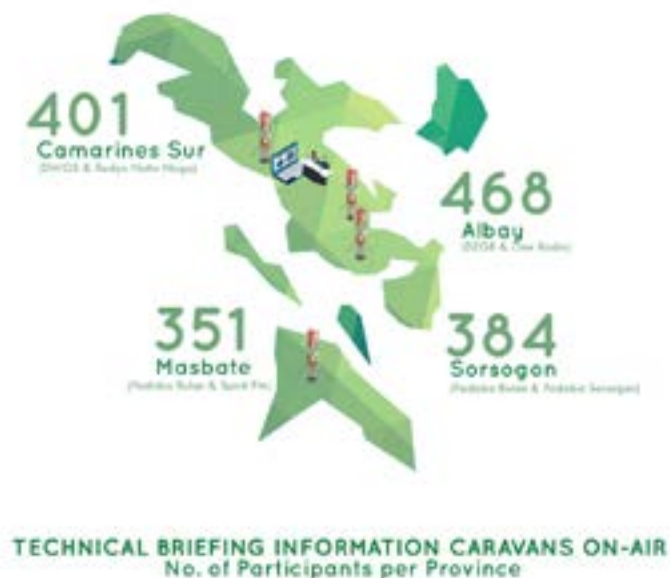 401
Camarines Sur
468
Albay
351
Masbate
384
Sorsogon
TECHNICAL BRIEFING INFORMATION CARAVANS ON-AIR
No. of Participants per Province